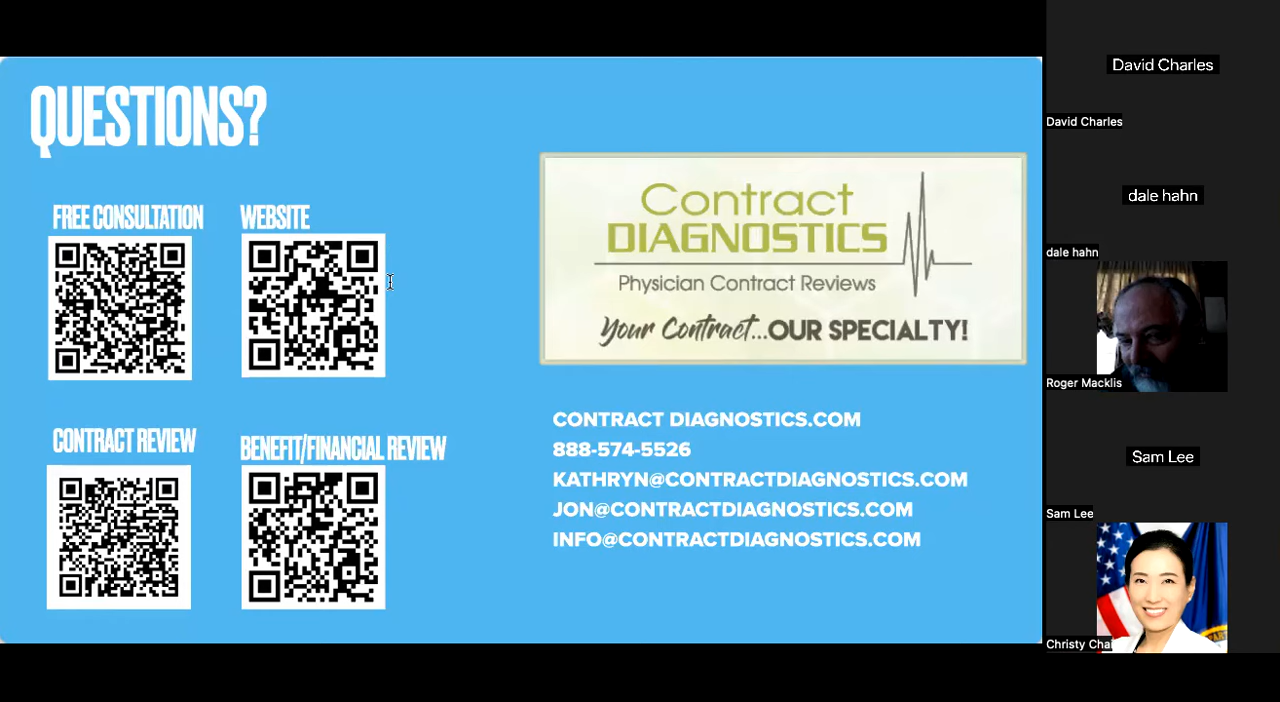 QUESTIONS?
FREE CONSULTATION
WEBSITE
CONTRACT REVIEW
BENEFIT/FINANCIAL REVIEW
Contract
DIAGNOSTICS
Physician Contract Reviews
Your Contract...OUR SPECIALTY!
CONTRACT DIAGNOSTICS.COM
888-574-5526
KATHRYN@CONTRACTDIAGNOSTICS.COM
JON@CONTRACTDIAGNOSTICS.COM
INFO@CONTRACTDIAGNOSTICS.COM
David Charles
David Charles
dale hahn
dale hahn
Roger Macklis
Sam Lee
Sam Lee
Christy Chai